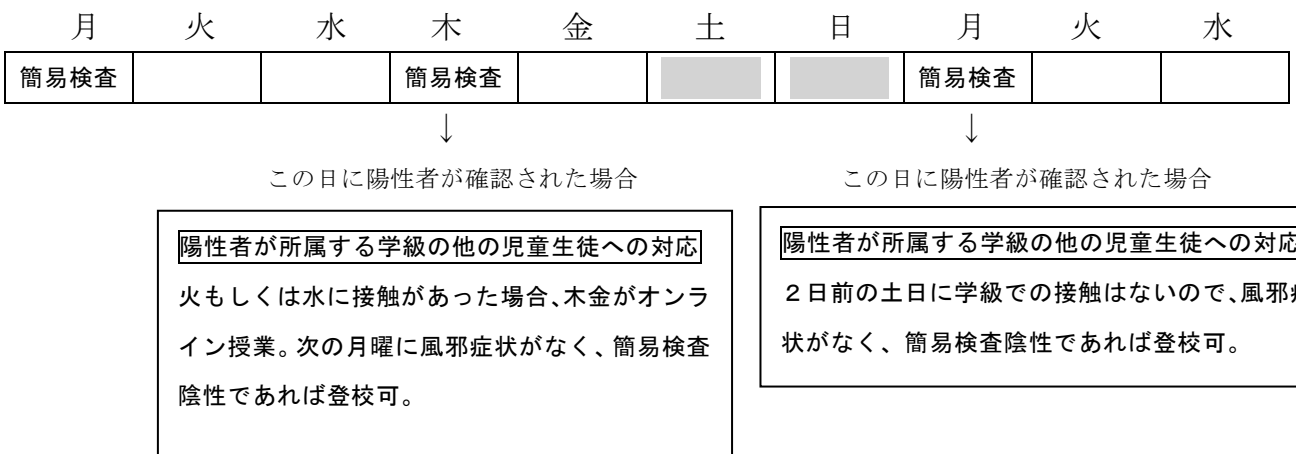 月 火 水 木 金 土 日 月 火 水
簡易検査 簡易検査 簡易検査
↓ ↓
この日に陽性者が確認された場合
陽性者が所属する学級の他の児童生徒への対応
火もしくは水に接触があった場合、木金がオンラ
イン授業。次の月曜に風邪症状がなく、簡易検査
陰性であれば登校可。
この日に陽性者が確認された場合
陽性者が所属する学級の他の児童生徒への対応
２日前の土日に学級での接触はないので、風邪症
状がなく、簡易検査陰性であれば登校可。